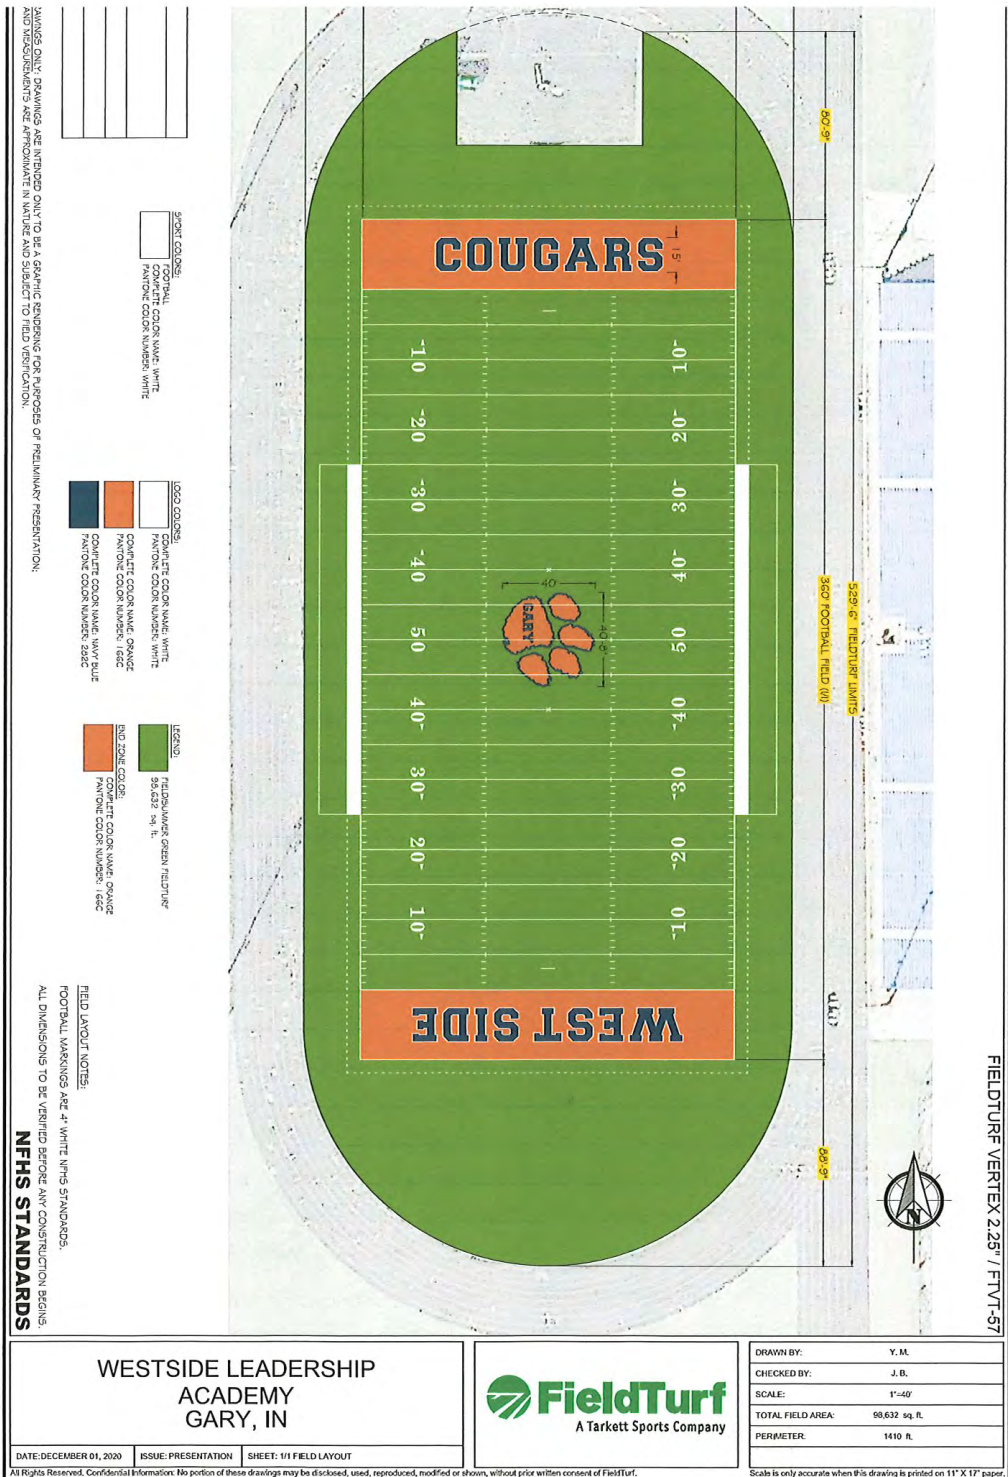 AWINGS ONLY: DRAWINGS ARE INTENDED ONLY TO BE A GRAPHIC RENDERING FOR PURPOSES OF PRELIMINARY PRESENTATION;
AND MEASUREMENTS ARE APPROXIMATE IN NATURE AND SUBJECT TO FIELD VERIFICATION.
SPORT COLORS:
FOOTBALL
COMPLETE COLOR NAME: WHITE
PANTONE COLOR NUMBER: WHITE
LOGO COLORS:
COMPLETE COLOR NAME: WHITE
PANTONE COLOR NUMBER: WHITE
COMPLETE COLOR NAME: ORANGE
PANTONE COLOR NUMBER: 166C
COMPLETE COLOR NAME: NAVY BLUE
PANTONE COLOR NUMBER: 282C
LEGEND:
FIELD/SUMMER GREEN FIELDTURF
98,632 sq. ft.
END ZONE COLOR:
COMPLETE COLOR NAME: ORANGE
PANTONE COLOR NUMBER: 166C
FIELD LAYOUT NOTES:
FOOTBALL MARKINGS ARE 4" WHITE NFHS STANDARDS.
ALL DIMENSIONS TO BE VERIFIED BEFORE ANY CONSTRUCTION BEGINS.
NFHS STANDARDS
COUGARS
15'
10 10
20 20
30 30
40 40
40'
GARY
50 50
40 40
30 30
20 20
10 10
WEST SIDE
80'-9"
529'-6" FIELDTURF LIMITS
360' FOOTBALL FIELD (I/I)
88'-9"
N
FIELDTURF VERTEX 2.25" / FTVT-57
WESTSIDE LEADERSHIP
ACADEMY
GARY, IN
DATE: DECEMBER 01, 2020 ISSUE: PRESENTATION SHEET: 1/1 FIELD LAYOUT
FieldTurf
A Tarkett Sports Company
DRAWN BY: Y. M.
CHECKED BY: J. B.
SCALE: 1"=40'
TOTAL FIELD AREA: 98,632 sq. ft.
PERIMETER: 1410 ft.
All Rights Reserved. Confidential Information: No portion of these drawings may be disclosed, used, reproduced, modified or shown, without prior written consent of FieldTurf.
Scale is only accurate when this drawing is printed on 11" X 17" paper.